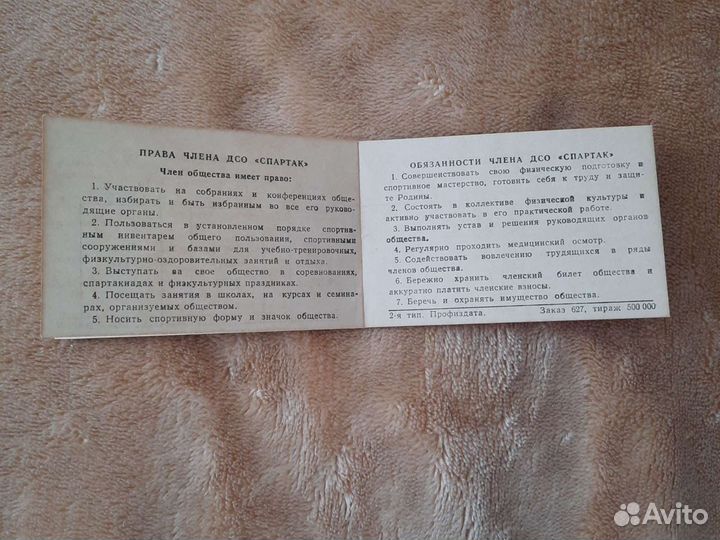 ПРАВА ЧЛЕНА ДСО «СПАРТАК»
Член общества имеет право:
1. Участвовать на собраниях и конференциях обще-
ства, избирать и быть избранным во все его руково-
дящие органы.
2. Пользоваться в установленном порядке спортив-
ным инвентарем общего пользования, спортивными
сооружениями и базами для учебно-тренировочных,
физкультурно-оздоровительных занятий и отдыха.
3. Выступать за свое общество в соревнованиях,
спартакиадах и физкультурных праздниках.
4. Посещать занятия в школах, на курсах и семина-
рах, организуемых обществом.
5. Носить спортивную форму и значок общества.
ОБЯЗАННОСТИ ЧЛЕНА ДСО «СПАРТАК»
1. Совершенствовать свою физическую подготовку и
спортивное мастерство, готовить себя к труду и защи-
те Родины.
2. Состоять в коллективе физической культуры и
активно участвовать в его практической работе.
3. Выполнять устав и решения руководящих органов
общества.
4. Регулярно проходить медицинский осмотр.
5. Содействовать вовлечению трудящихся в ряды
членов общества.
6. Бережно хранить членский билет общества и
аккуратно платить членские взносы.
7. Беречь и охранять имущество общества.
2-я тип. Профиздата. Заказ 627, тираж 500 000
Avito